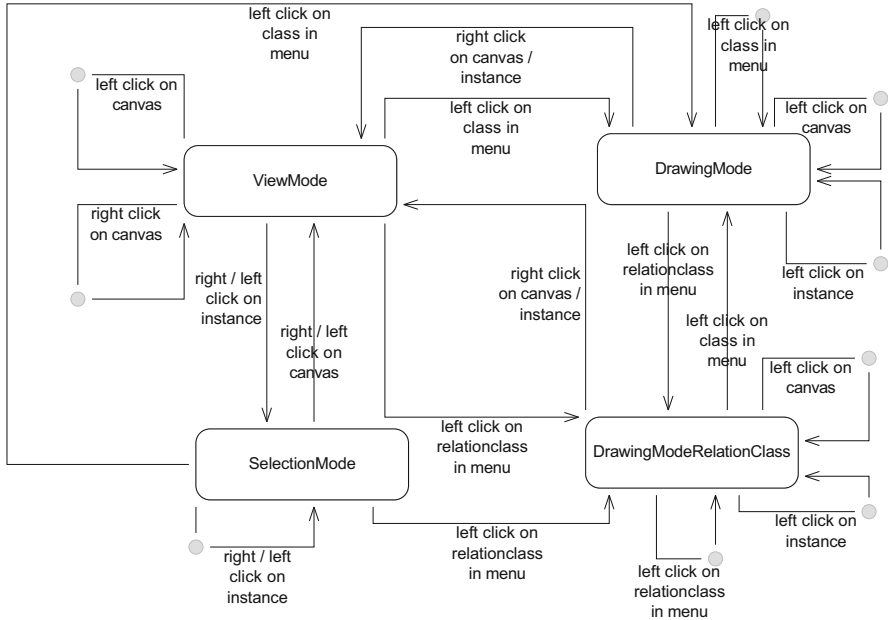 left click on
class in
menu
right click
on canvas /
instance
left click on
class in
menu
left click on
canvas
left click on
class in
menu
left click on
canvas
ViewMode
DrawingMode
right click
on canvas
left click on
relationclass
in menu
left click on
instance
right / left
click on
instance
right click
on canvas /
instance
right / left
click on
canvas
left click on
class in
menu
left click on
canvas
left click on
relationclass
in menu
SelectionMode
DrawingModeRelationClass
left click on
instance
right / left
click on
instance
left click on
relationclass
in menu
left click on
relationclass
in menu